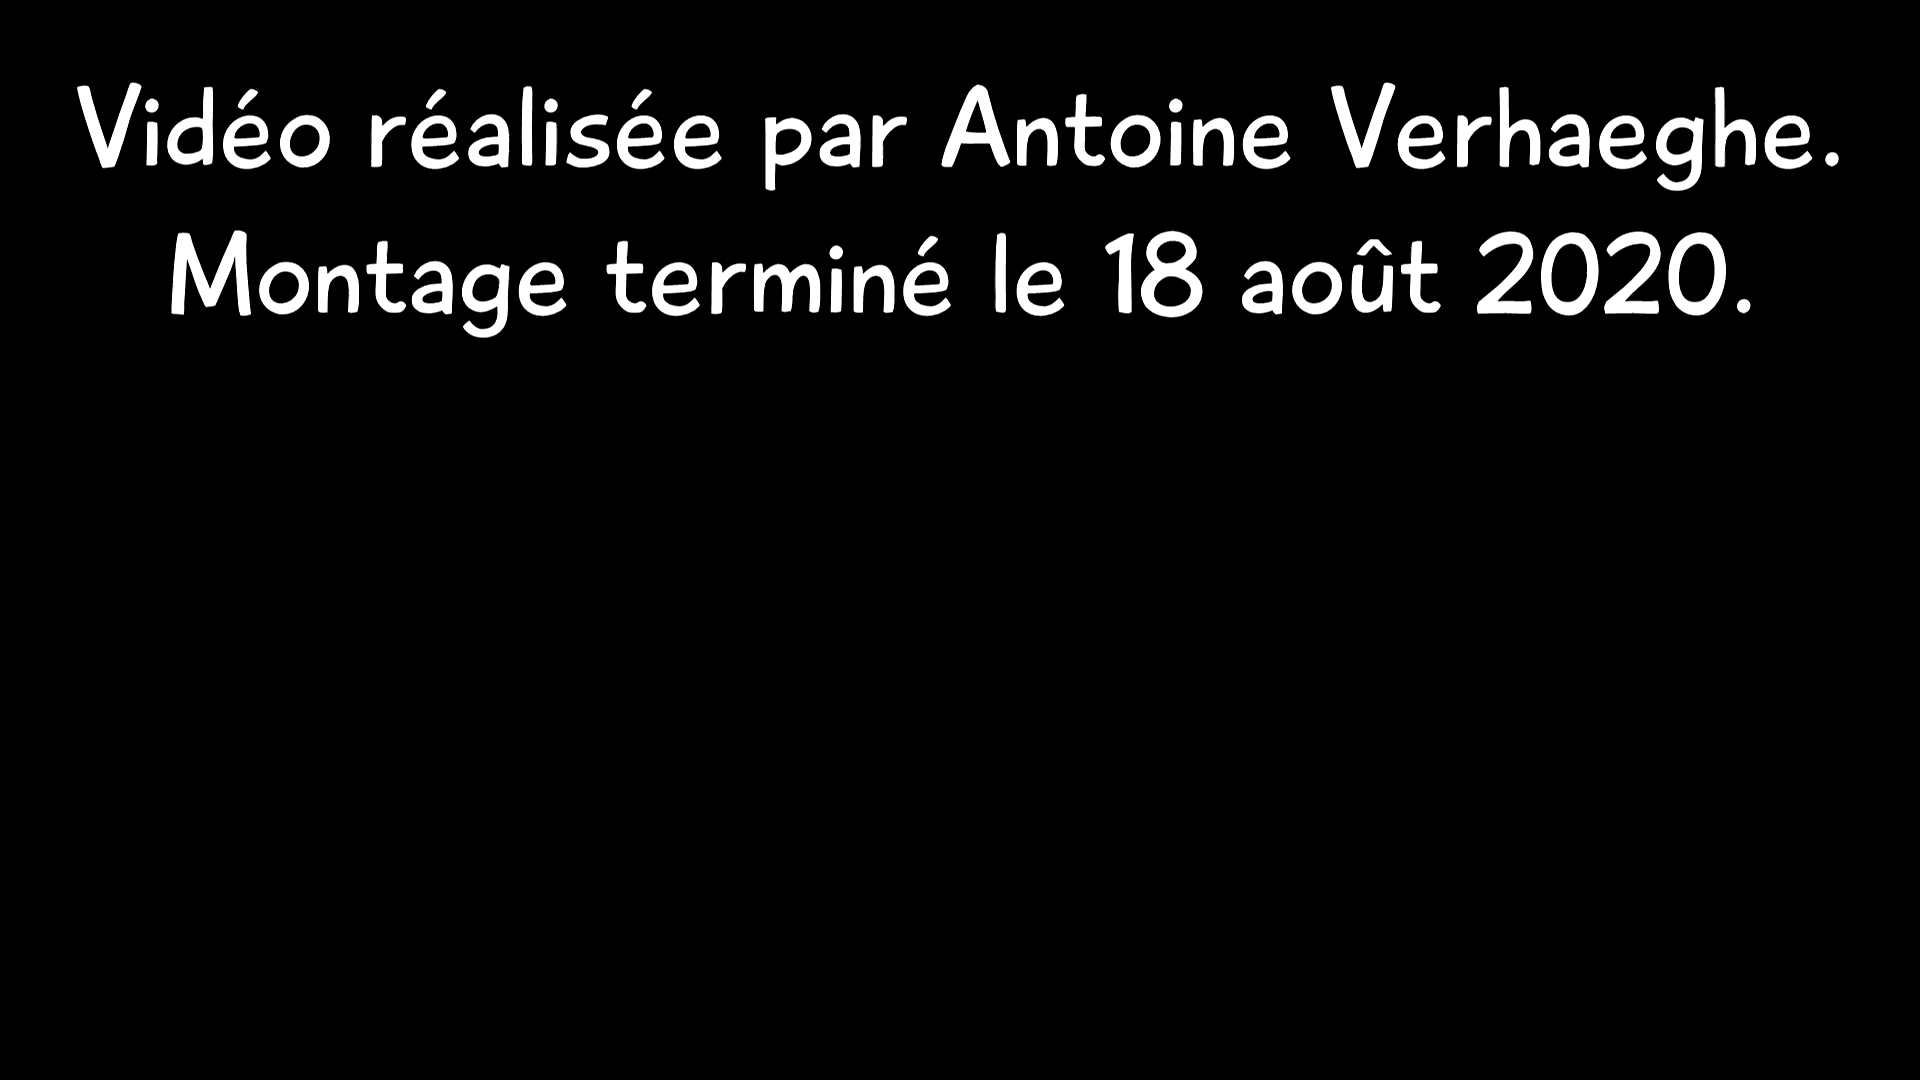 Vidéo réalisée par Antoine Verhaeghe.
Montage terminé le 18 août 2020.